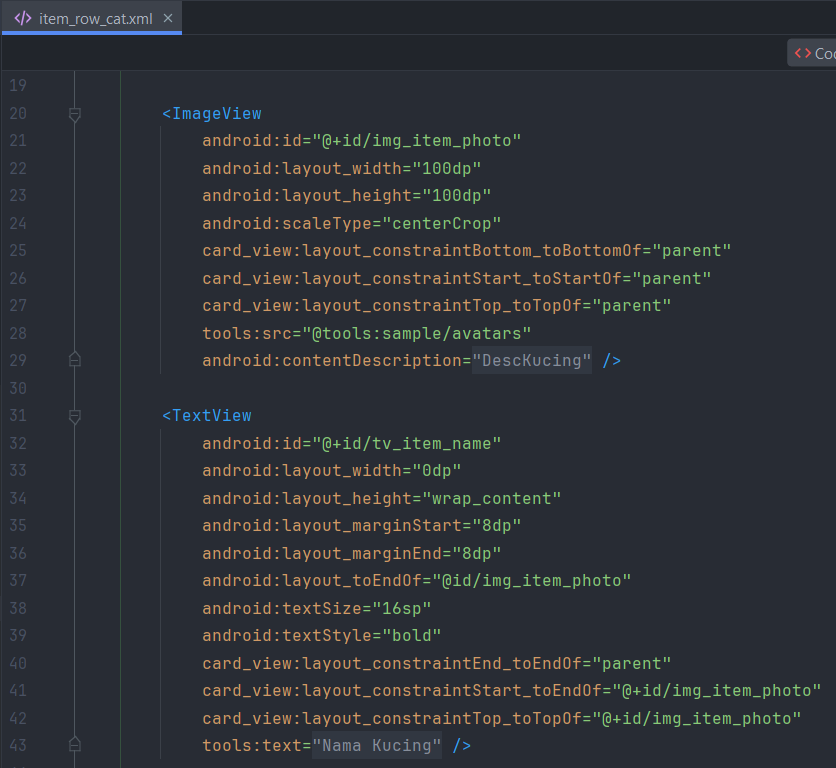 </> item_row_cat.xml ×
<> Co
19
20 <ImageView
21 android:id="@+id/img_item_photo"
22 android:layout_width="100dp"
23 android:layout_height="100dp"
24 android:scaleType="centerCrop"
25 card_view:layout_constraintBottom_toBottomOf="parent"
26 card_view:layout_constraintStart_toStartOf="parent"
27 card_view:layout_constraintTop_toTopOf="parent"
28 tools:src="@tools:sample/avatars"
29 android:contentDescription="DescKucing" />
30
31 <TextView
32 android:id="@+id/tv_item_name"
33 android:layout_width="0dp"
34 android:layout_height="wrap_content"
35 android:layout_marginStart="8dp"
36 android:layout_marginEnd="8dp"
37 android:layout_toEndOf="@id/img_item_photo"
38 android:textSize="16sp"
39 android:textStyle="bold"
40 card_view:layout_constraintEnd_toEndOf="parent"
41 card_view:layout_constraintStart_toEndOf="@+id/img_item_photo"
42 card_view:layout_constraintTop_toTopOf="@+id/img_item_photo"
43 tools:text="Nama Kucing" />